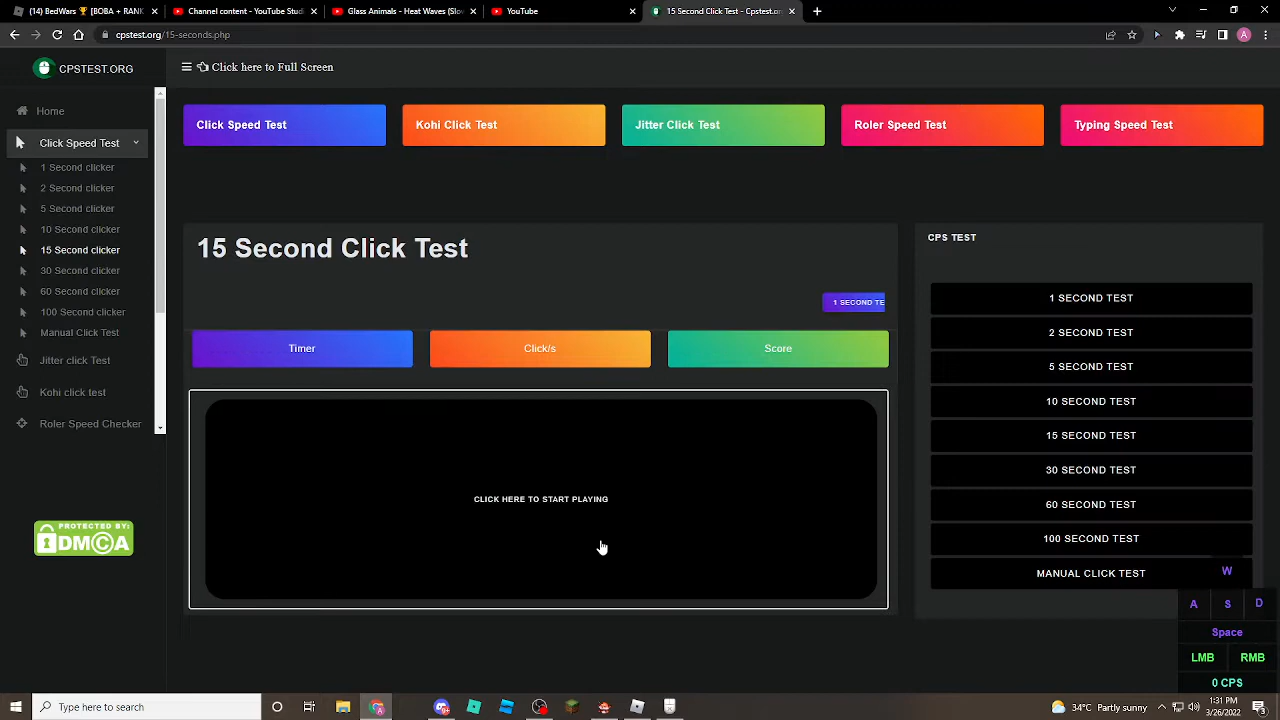 (14) BedWars 🏆 [BOBA + RANK
Channel content - YouTube Studi
Glass Animals - Heat Waves (Slow
YouTube
15 Second Click Test - Cpstest.org
cpstest.org/15-seconds.php
A
CPSTEST.ORG
Click here to Full Screen
Home
Click Speed Test
1 Second clicker
2 Second clicker
5 Second clicker
10 Second clicker
15 Second clicker
30 Second clicker
60 Second clicker
100 Second clicker
Manual Click Test
Jitter click Test
Kohi click test
Roler Speed Checker
PROTECTED BY:
DMCA
Click Speed Test
Kohi Click Test
Jitter Click Test
Roler Speed Test
Typing Speed Test
15 Second Click Test
1 SECOND TE
Timer
Click/s
Score
CLICK HERE TO START PLAYING
CPS TEST
1 SECOND TEST
2 SECOND TEST
5 SECOND TEST
10 SECOND TEST
15 SECOND TEST
30 SECOND TEST
60 SECOND TEST
100 SECOND TEST
MANUAL CLICK TEST
W
A
S
D
Space
LMB
RMB
0 CPS
Type here to search
34°C Partly sunny
1:31 PM
3/26/2022